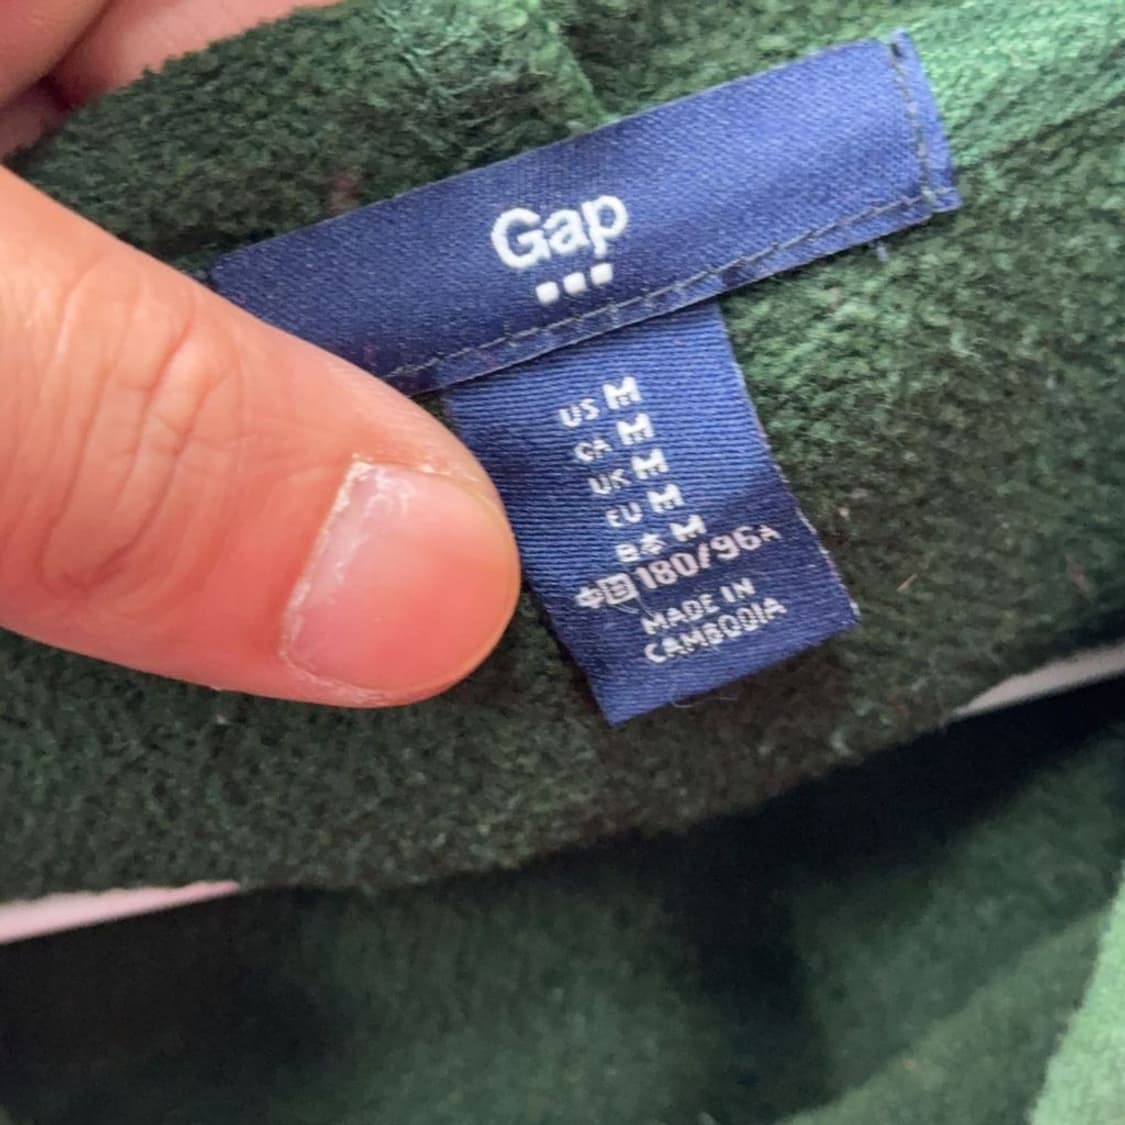 Gap
US M
CA M
UK M
EU M
日本 M
中国 180/96A
MADE IN
CAMBODIA